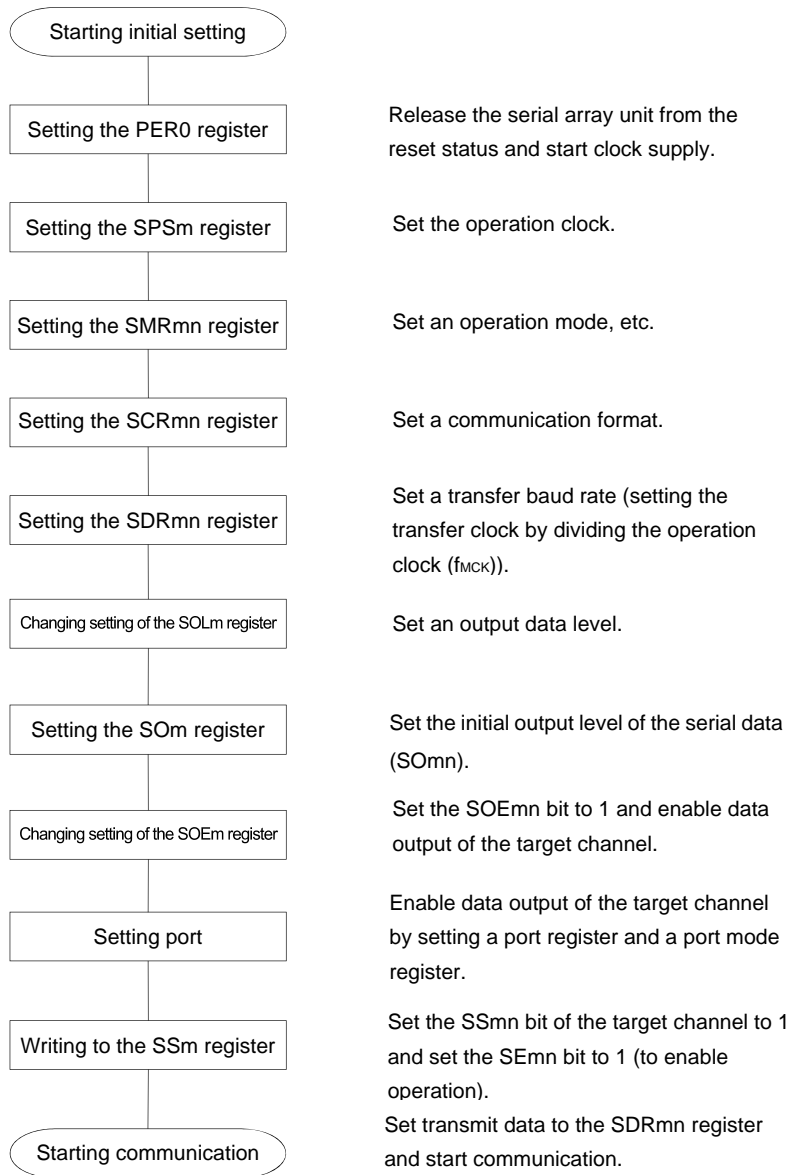 Starting initial setting
Setting the PER0 register
Release the serial array unit from the
reset status and start clock supply.
Setting the SPSm register
Set the operation clock.
Setting the SMRmn register
Set an operation mode, etc.
Setting the SCRmn register
Set a communication format.
Setting the SDRmn register
Set a transfer baud rate (setting the
transfer clock by dividing the operation
clock (fMCK)).
Changing setting of the SOLm register
Set an output data level.
Setting the SOm register
Set the initial output level of the serial data
(SOmn).
Changing setting of the SOEm register
Set the SOEmn bit to 1 and enable data
output of the target channel.
Setting port
Enable data output of the target channel
by setting a port register and a port mode
register.
Writing to the SSm register
Set the SSmn bit of the target channel to 1
and set the SEmn bit to 1 (to enable
operation).
Starting communication
Set transmit data to the SDRmn register
and start communication.